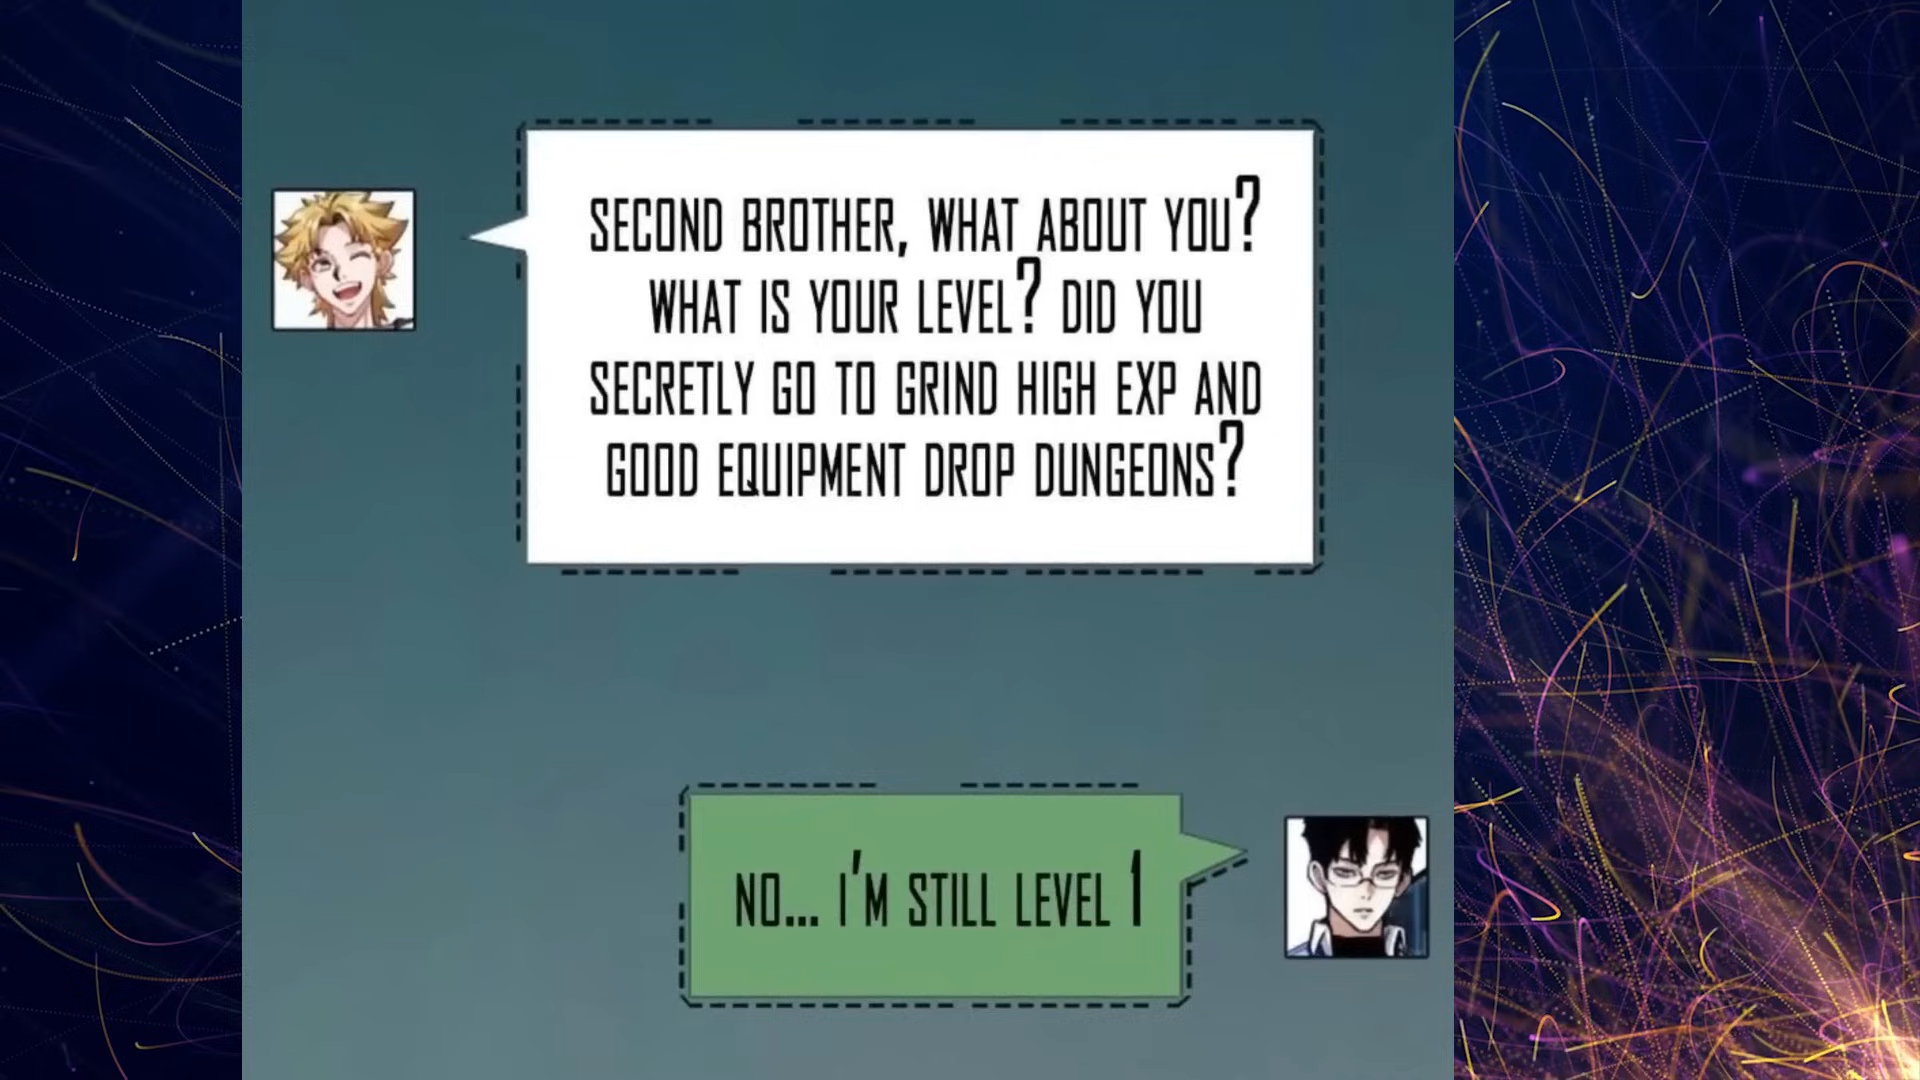 SECOND BROTHER, WHAT ABOUT YOU?
WHAT IS YOUR LEVEL? DID YOU
SECRETLY GO TO GRIND HIGH EXP AND
GOOD EQUIPMENT DROP DUNGEONS?
NO... I'M STILL LEVEL 1